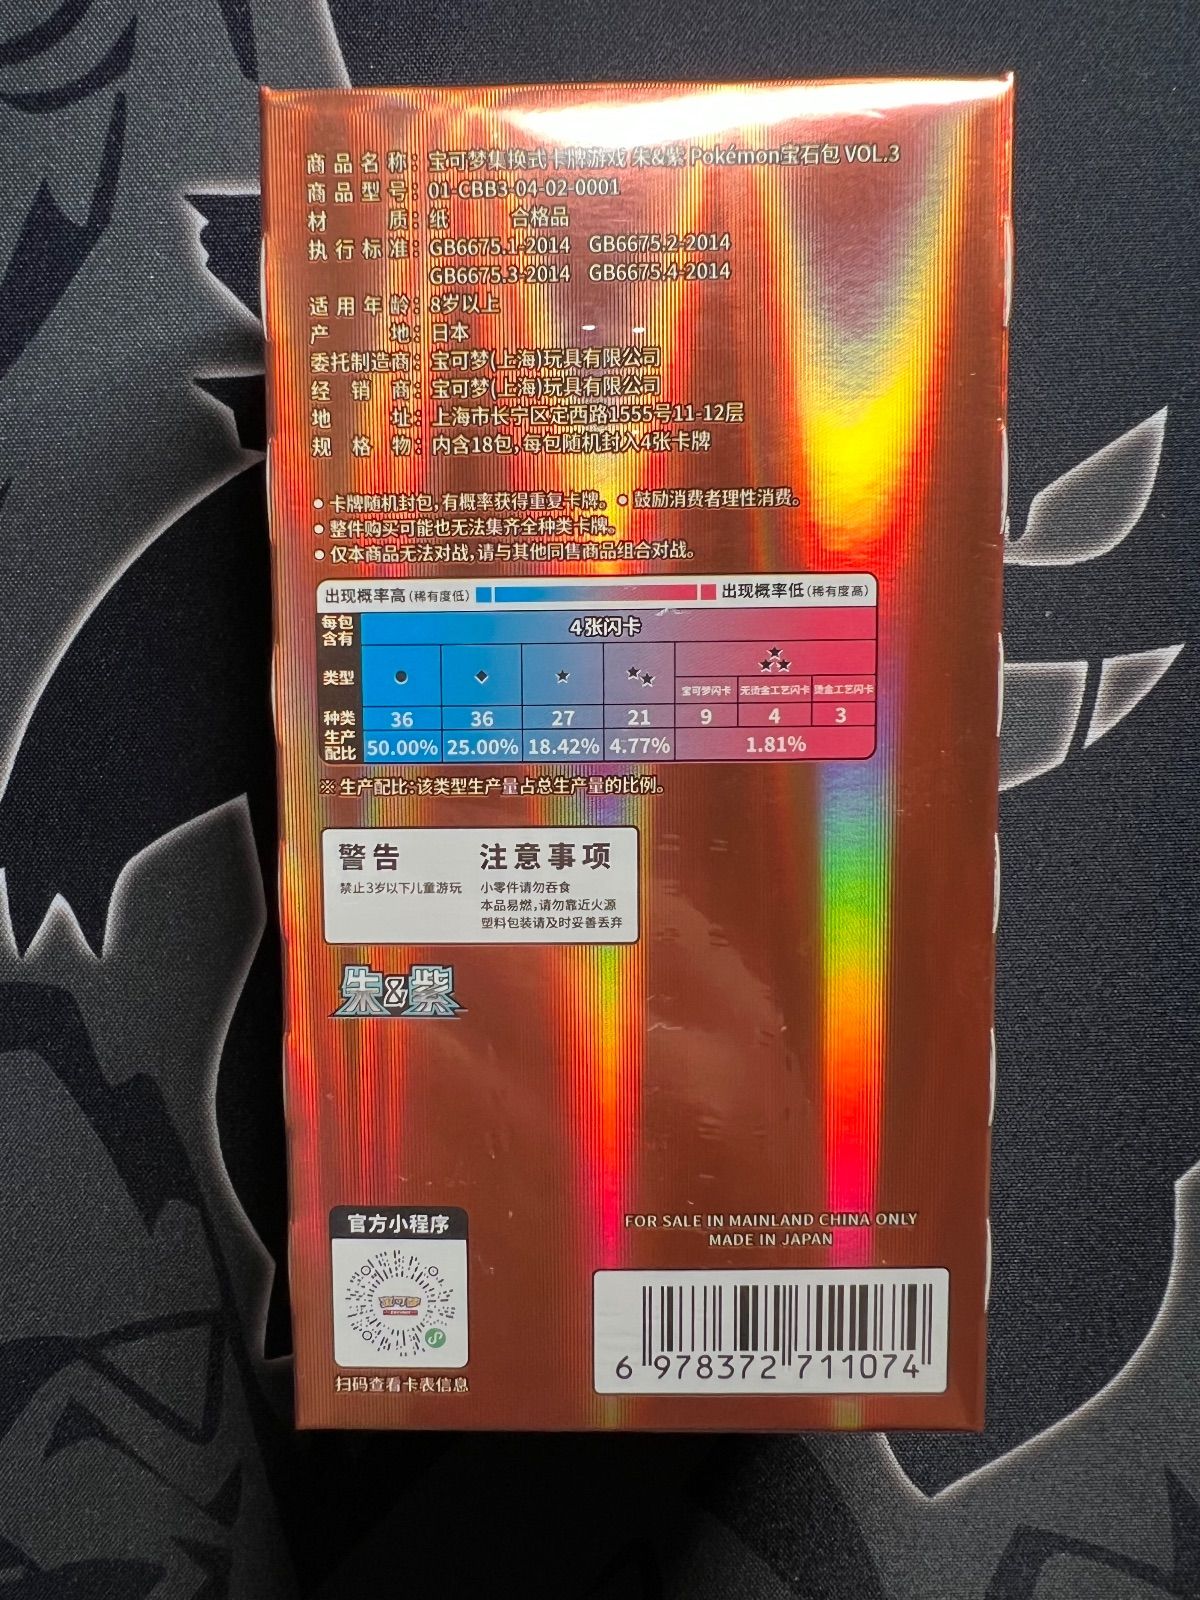 商品名称：宝可梦集换式卡牌游戏 朱&紫 Pokémon宝石包 VOL.3
商品型号：01-CBB3-04-02-0001
材 质：纸 合格品
执行标准：GB6675.1-2014 GB6675.2-2014
GB6675.3-2014 GB6675.4-2014
适用年龄：8岁以上
产 地：日本
委托制造商：宝可梦(上海)玩具有限公司
经 销 商：宝可梦(上海)玩具有限公司
地 址：上海市长宁区定西路1555号11-12层
规 格 物：内含18包,每包随机封入4张卡牌
●卡牌随机封包,有概率获得重复卡牌。 ●鼓励消费者理性消费。
●整件购买可能也无法集齐全种类卡牌。
●仅本商品无法对战,请与其他同售商品组合对战。
出现概率高(稀有度低) 出现概率低(稀有度高)
每包含有 4张闪卡
类型 ● ◆ ★ ★★ ★★★
宝可梦闪卡 无烫金工艺闪卡 烫金工艺闪卡
种类 36 36 27 21 9 4 3
生产配比 50.00% 25.00% 18.42% 4.77% 1.81%
※ 生产配比:该类型生产量占总生产量的比例。
警告 注意事项
禁止3岁以下儿童游玩 小零件请勿吞食
本品易燃,请勿靠近火源
塑料包装请及时妥善丢弃
朱&紫
官方小程序
宝可梦
扫码查看卡表信息
FOR SALE IN MAINLAND CHINA ONLY
MADE IN JAPAN
6 978372 711074